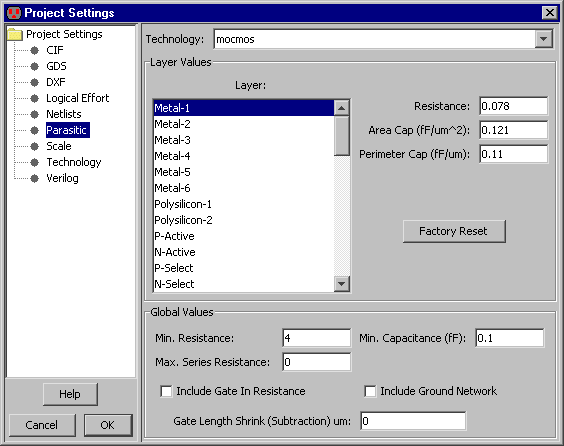 Project Settings
Project Settings
CIF
GDS
DXF
Logical Effort
Netlists
Parasitic
Scale
Technology
Verilog
Help
Cancel OK
Technology: mocmos
Layer Values
Layer:
Metal-1
Metal-2
Metal-3
Metal-4
Metal-5
Metal-6
Polysilicon-1
Polysilicon-2
P-Active
N-Active
P-Select
N-Select
Resistance: 0.078
Area Cap (fF/um^2): 0.121
Perimeter Cap (fF/um): 0.11
Factory Reset
Global Values
Min. Resistance: 4 Min. Capacitance (fF): 0.1
Max. Series Resistance: 0
Include Gate In Resistance Include Ground Network
Gate Length Shrink (Subtraction) um: 0